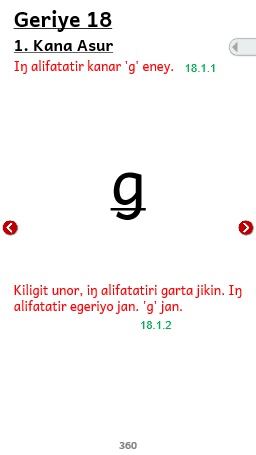 Geriye 18
1. Kana Asur
Iŋ alifatatir kanar 'g' eney. 18.1.1
g
Kiligit unor, iŋ alifatatiri garta jikin. Iŋ
alifatatir egeriyo jan. 'g' jan.
18.1.2
360